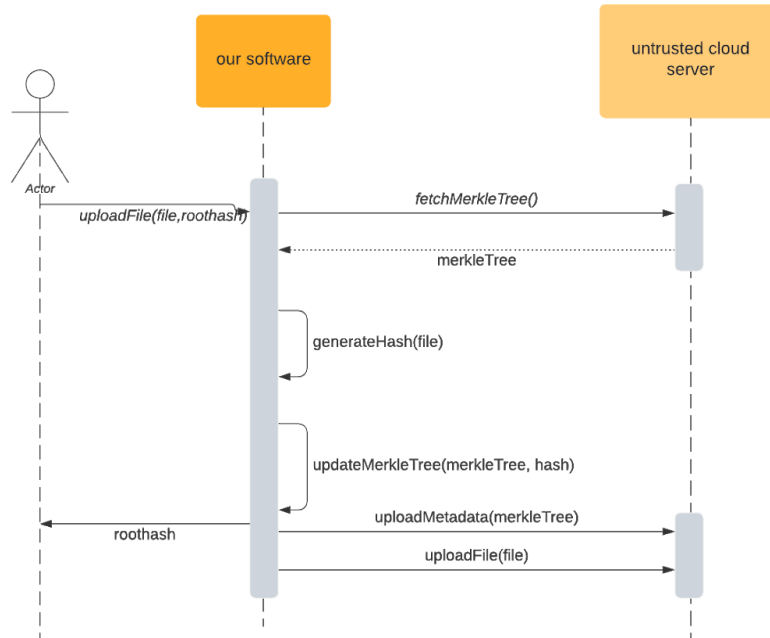 our software
untrusted cloud
server
Actor
uploadFile(file,roothash)
fetchMerkleTree()
merkleTree
generateHash(file)
updateMerkleTree(merkleTree, hash)
uploadMetadata(merkleTree)
roothash
uploadFile(file)